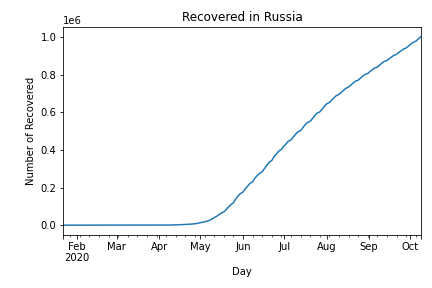 Recovered in Russia
1e6
1.0
0.8
0.6
0.4
0.2
0.0
Number of Recovered
Feb Mar Apr May Jun Jul Aug Sep Oct
2020
Day